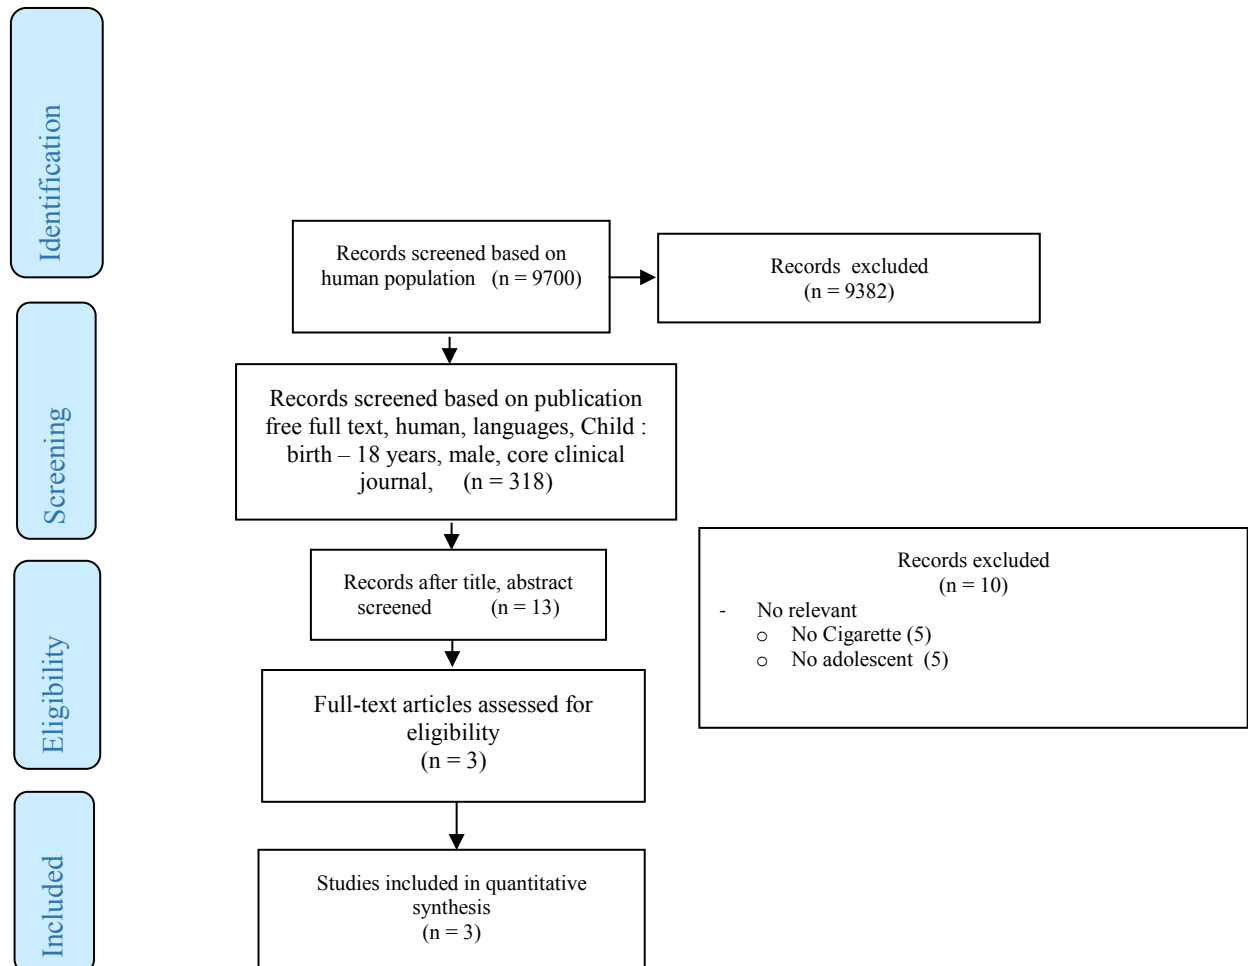 Identification
Records screened based on
human population (n = 9700)
Records excluded
(n = 9382)
Screening
Records screened based on publication
free full text, human, languages, Child :
birth – 18 years, male, core clinical
journal, (n = 318)
Records after title, abstract
screened (n = 13)
Records excluded
(n = 10)
- No relevant
o No Cigarette (5)
o No adolescent (5)
Eligibility
Full-text articles assessed for
eligibility
(n = 3)
Included
Studies included in quantitative
synthesis
(n = 3)